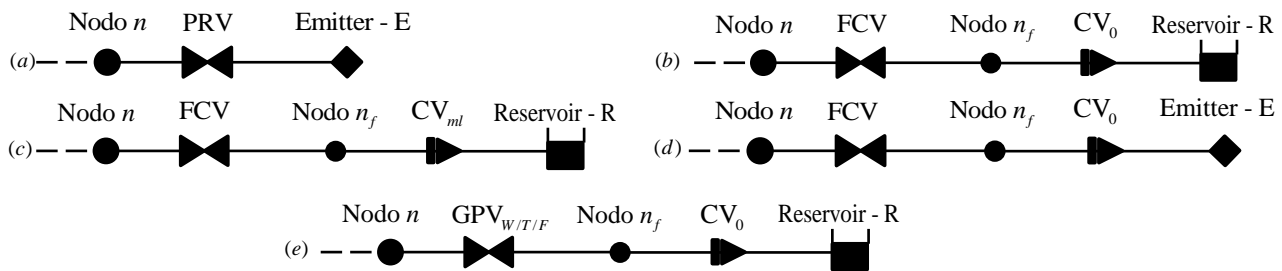 Nodo n PRV Emitter - E
(a)
Nodo n FCV Nodo n_f CV_0 Reservoir - R
(b)
Nodo n FCV Nodo n_f CV_ml Reservoir - R
(c)
Nodo n FCV Nodo n_f CV_0 Emitter - E
(d)
Nodo n GPV_W/T/F Nodo n_f CV_0 Reservoir - R
(e)